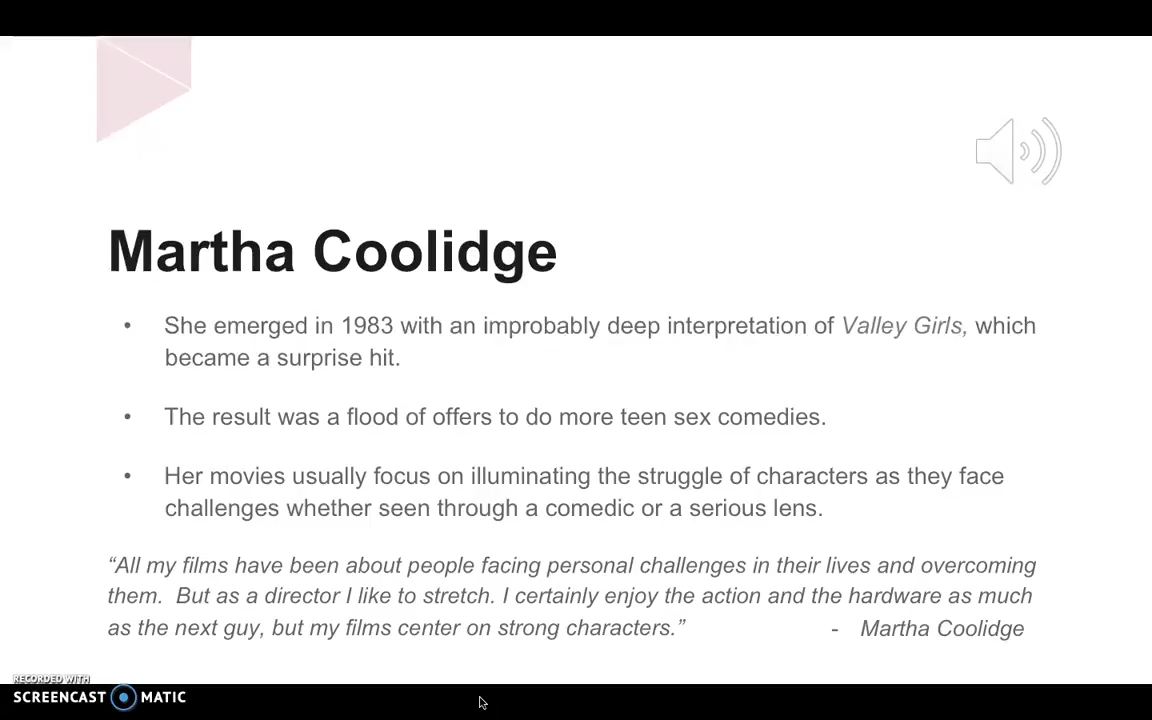 Martha Coolidge
• She emerged in 1983 with an improbably deep interpretation of Valley Girls, which
became a surprise hit.
• The result was a flood of offers to do more teen sex comedies.
• Her movies usually focus on illuminating the struggle of characters as they face
challenges whether seen through a comedic or a serious lens.
“All my films have been about people facing personal challenges in their lives and overcoming
them. But as a director I like to stretch. I certainly enjoy the action and the hardware as much
as the next guy, but my films center on strong characters.” - Martha Coolidge
RECORDED WITH
SCREENCAST MATIC